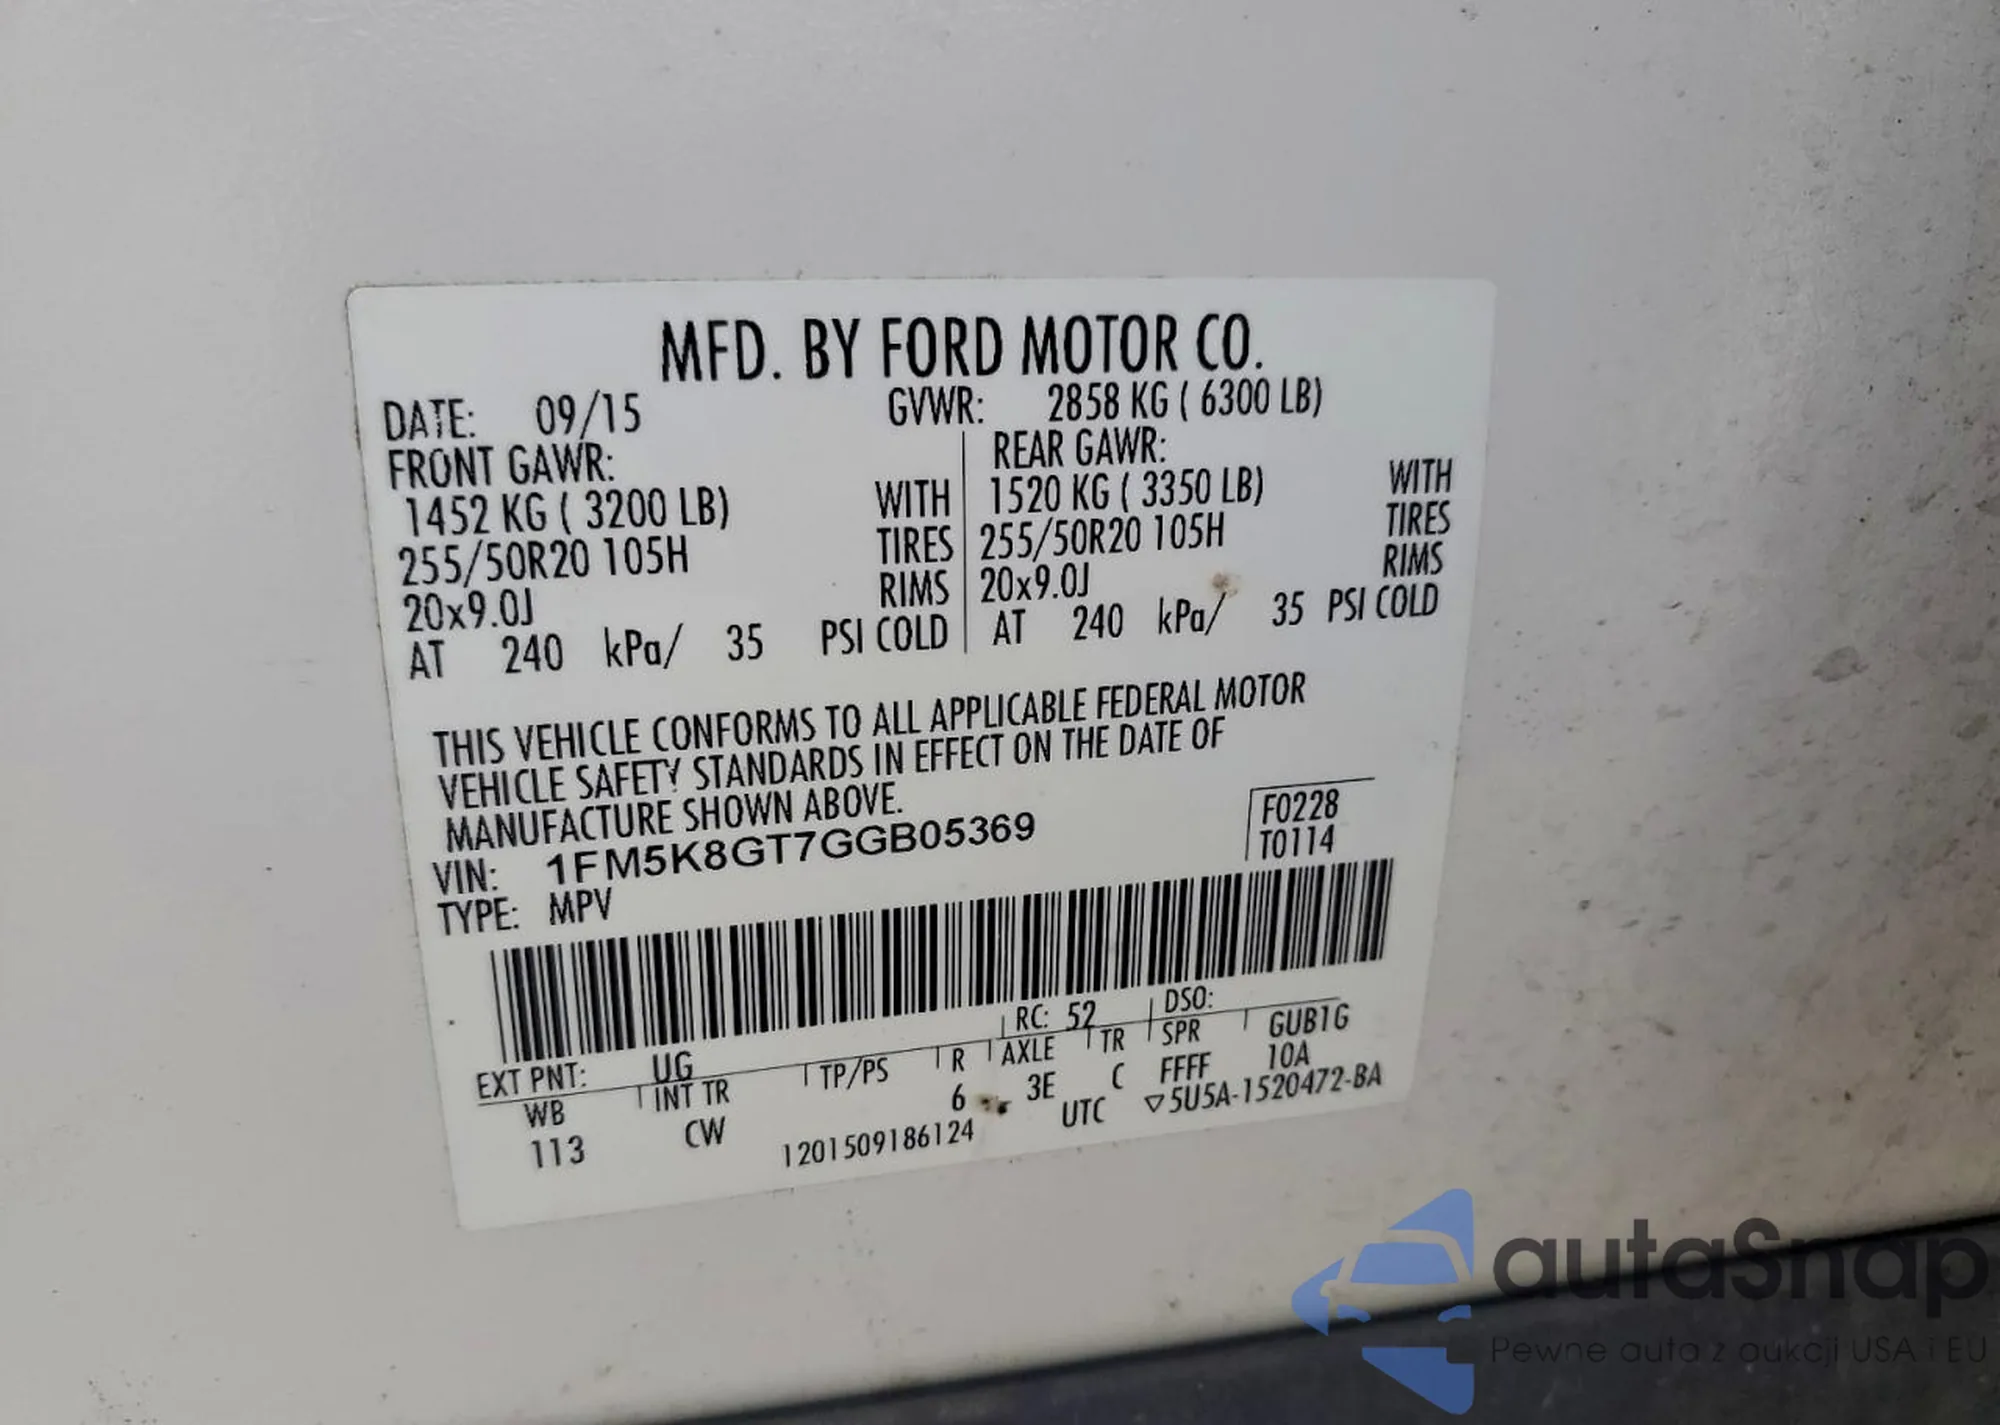 MFD. BY FORD MOTOR CO.
DATE: 09/15 GVWR: 2858 KG ( 6300 LB)
FRONT GAWR: REAR GAWR:
1452 KG ( 3200 LB) WITH 1520 KG ( 3350 LB) WITH
255/50R20 105H TIRES 255/50R20 105H TIRES
20x9.0J RIMS 20x9.0J RIMS
AT 240 kPa/ 35 PSI COLD AT 240 kPa/ 35 PSI COLD
THIS VEHICLE CONFORMS TO ALL APPLICABLE FEDERAL MOTOR
VEHICLE SAFETY STANDARDS IN EFFECT ON THE DATE OF
MANUFACTURE SHOWN ABOVE.
VIN: 1FM5K8GT7GGB05369
TYPE: MPV
F0228
T0114
EXT PNT: UG RC: 52 DSO:
WB INT TR TP/PS R AXLE TR SPR GUB1G
113 CW 6 3E C FFFF 10A
1201509186124 UTC ▽5U5A-1520472-BA
autaSnap
Pewne auta z aukcji USA i EU